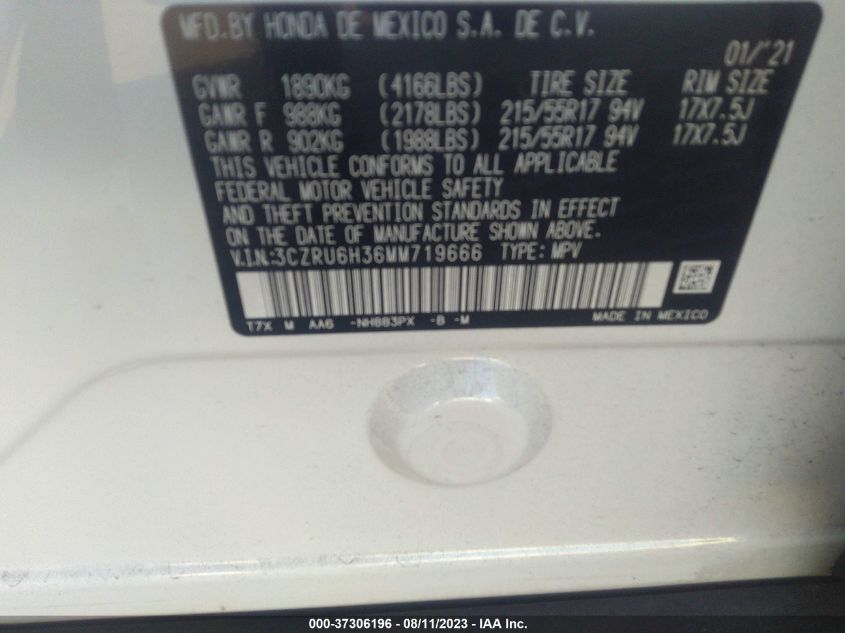 MFD. BY HONDA DE MEXICO S.A. DE C.V.
01/'21
GVWR 1890KG (4166LBS) TIRE SIZE RIM SIZE
GAWR F 988KG (2178LBS) 215/55R17 94V 17X7.5J
GAWR R 902KG (1988LBS) 215/55R17 94V 17X7.5J
THIS VEHICLE CONFORMS TO ALL APPLICABLE
FEDERAL MOTOR VEHICLE SAFETY
AND THEFT PREVENTION STANDARDS IN EFFECT
ON THE DATE OF MANUFACTURE SHOWN ABOVE.
V.I.N:3CZRU6H36MM719666 TYPE: MPV
T7X M AA6 -NH883PX -B -M
MADE IN MEXICO
000-37306196 - 08/11/2023 - IAA Inc.